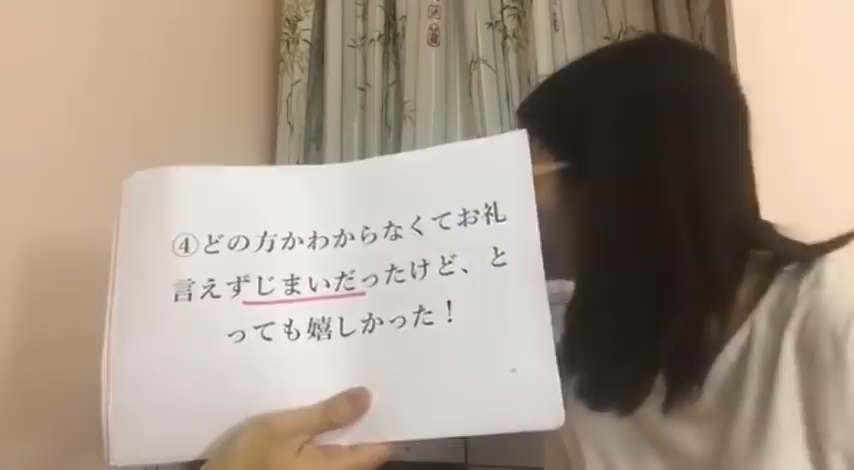 ④どの方かわからなくてお礼
言えずじまいだったけど、と
っても嬉しかった！